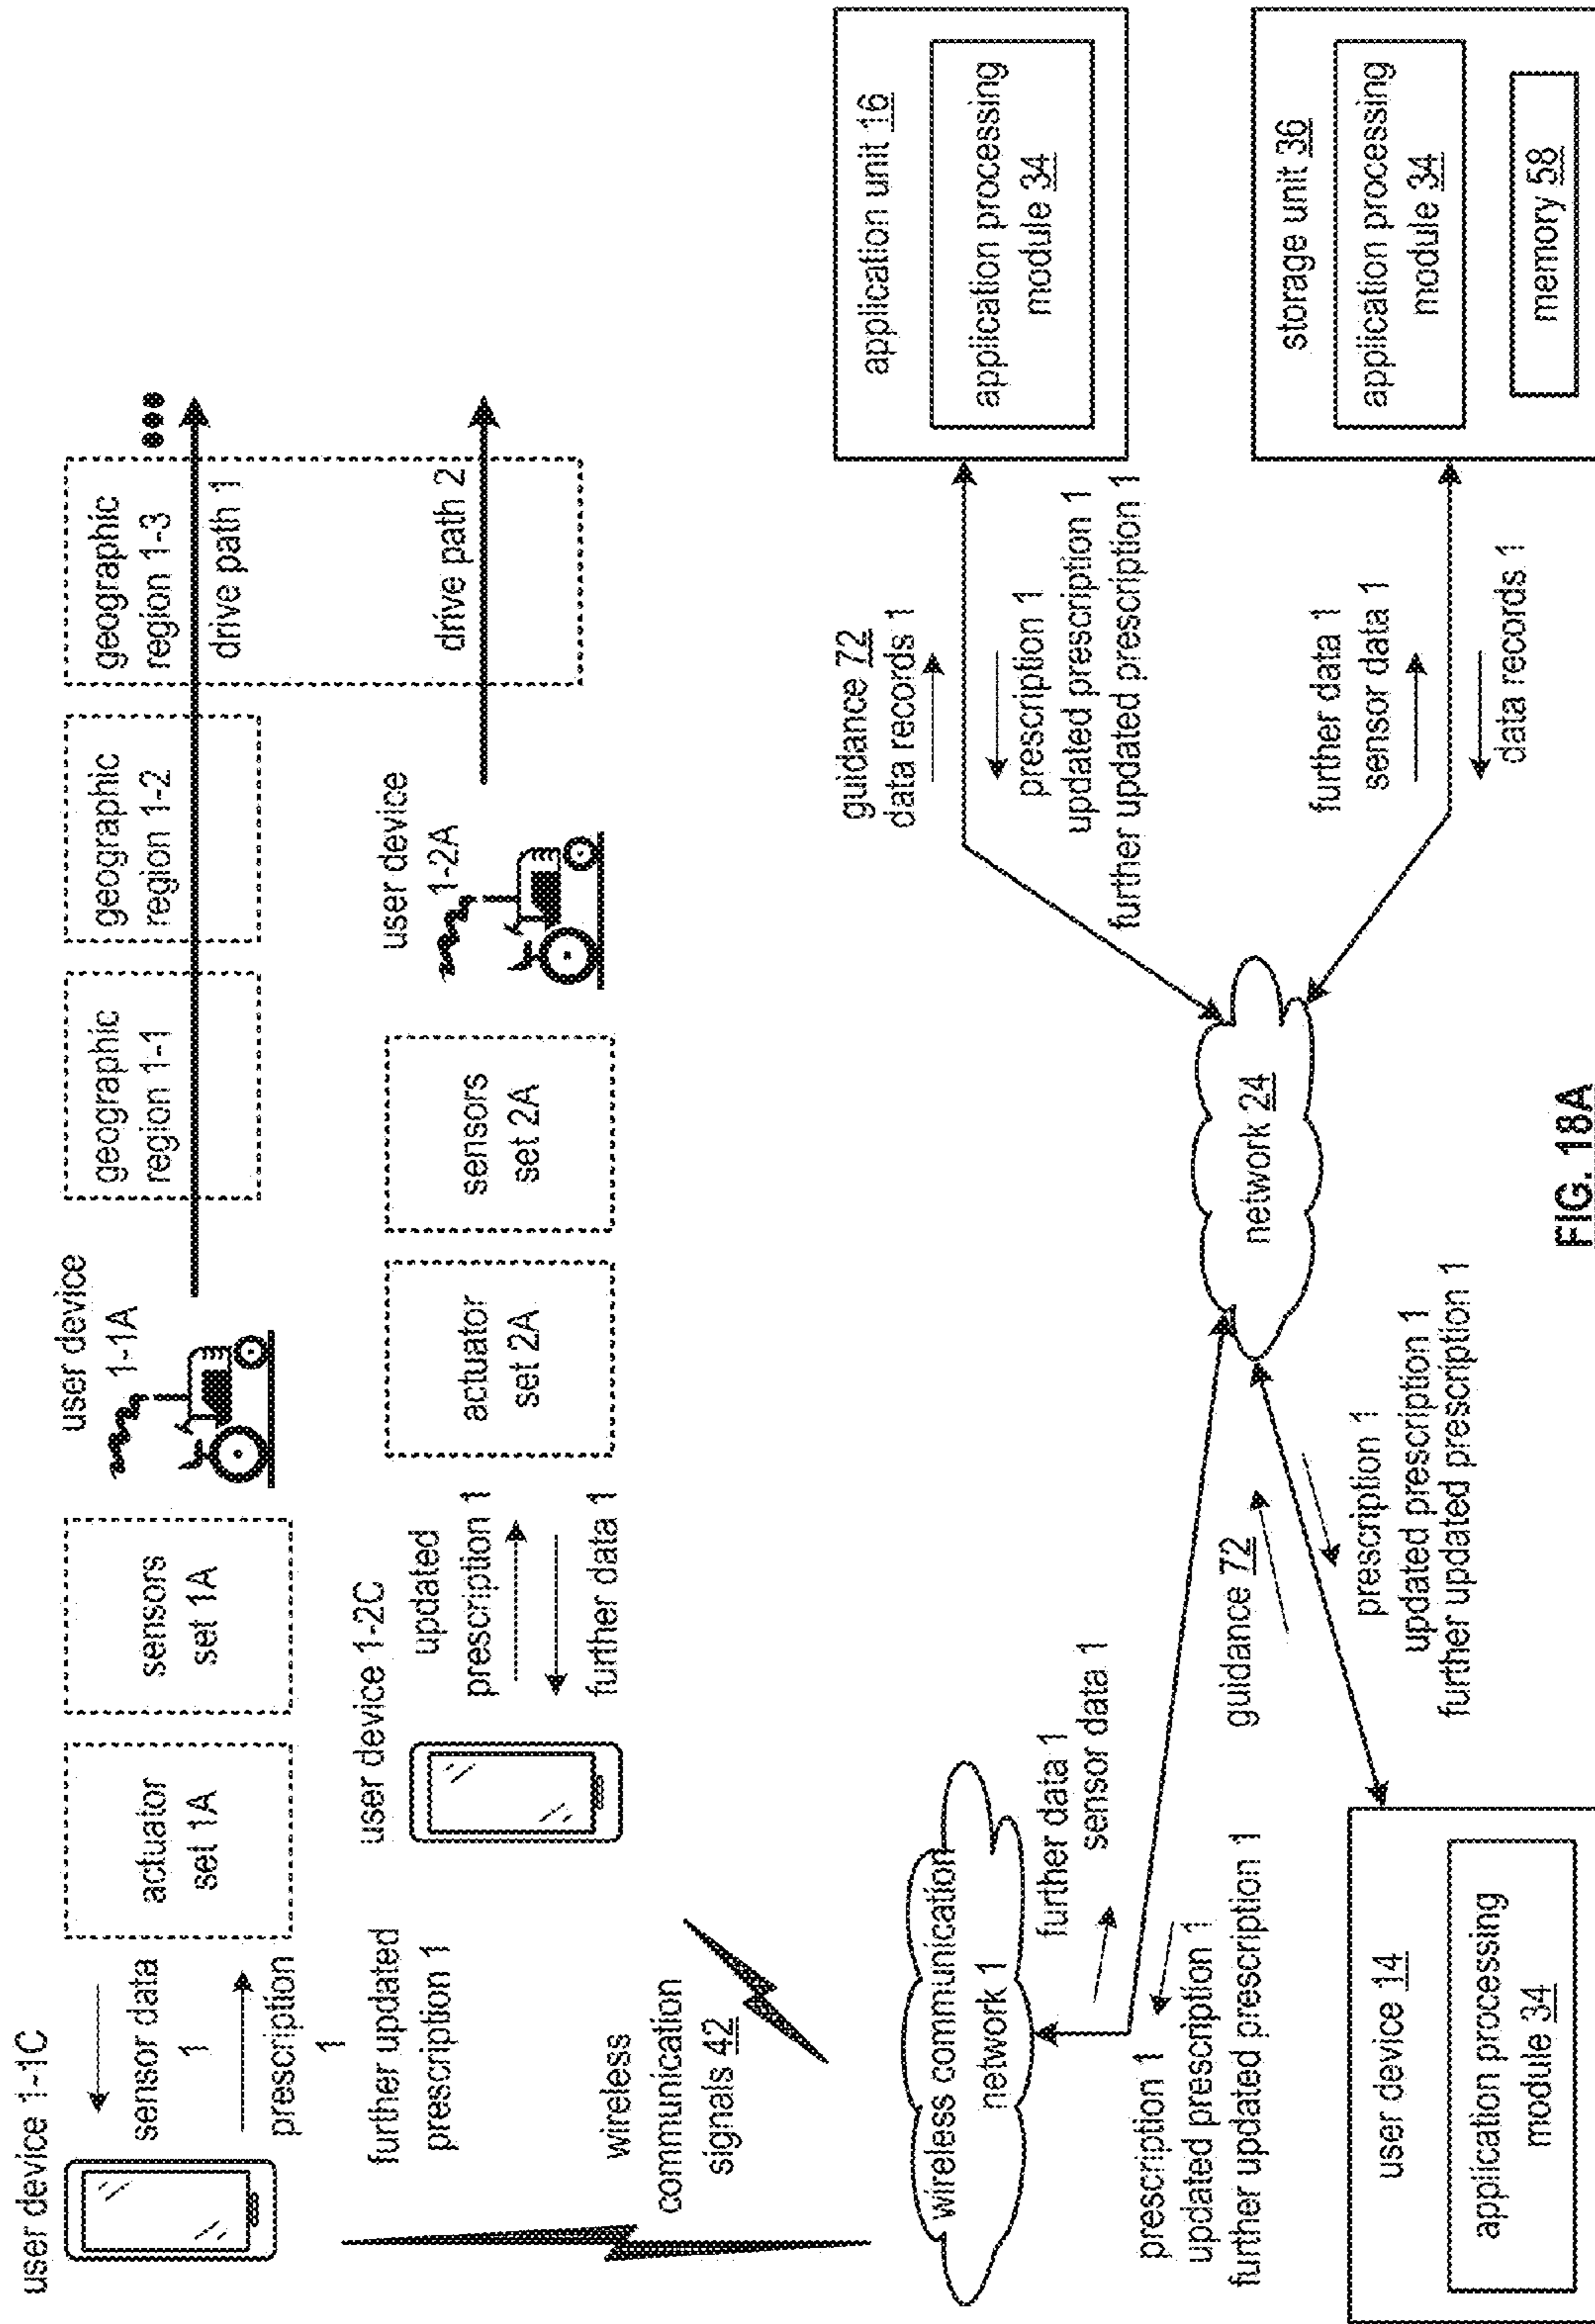 user device 1-1C
sensor data
1
prescription
1
further updated
prescription 1
actuator
set 1A
sensors
set 1A
user device
1-1A
geographic
region 1-1
geographic
region 1-2
geographic
region 1-3
drive path 1
drive path 2
user device 1-2C
updated
prescription 1
further data 1
actuator
set 2A
sensors
set 2A
user device
1-2A
wireless
communication
signals 42
wireless communication
network 1
further data 1
sensor data 1
prescription 1
updated prescription 1
further updated prescription 1
network 24
guidance 72
data records 1
prescription 1
updated prescription 1
further updated prescription 1
application unit 16
application processing
module 34
further data 1
sensor data 1
data records 1
storage unit 36
application processing
module 34
memory 58
guidance 72
prescription 1
updated prescription 1
further updated prescription 1
user device 14
application processing
module 34
FIG. 18A